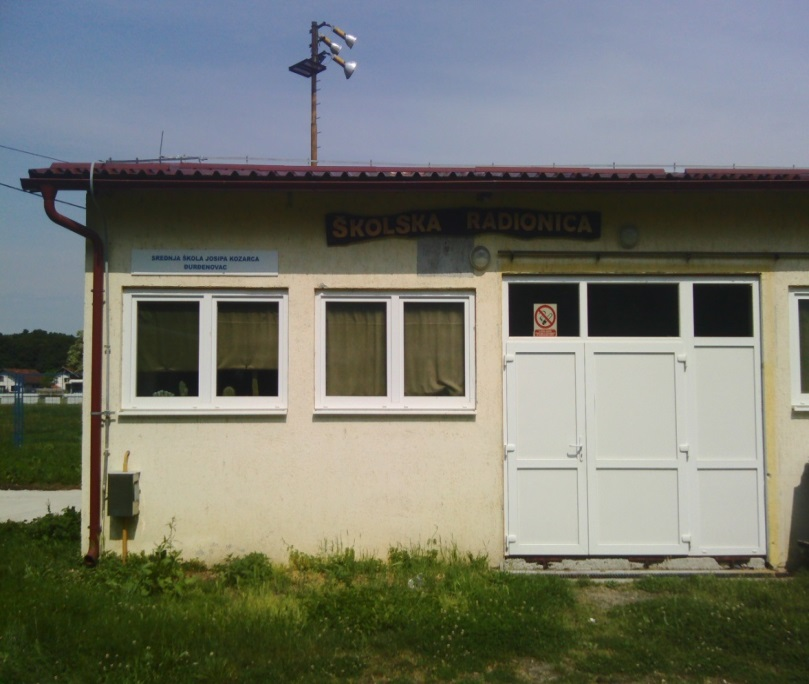 ŠKOLSKA RADIONICA
SREDNJA ŠKOLA JOSIPA KOZARCA
ĐURĐENOVAC